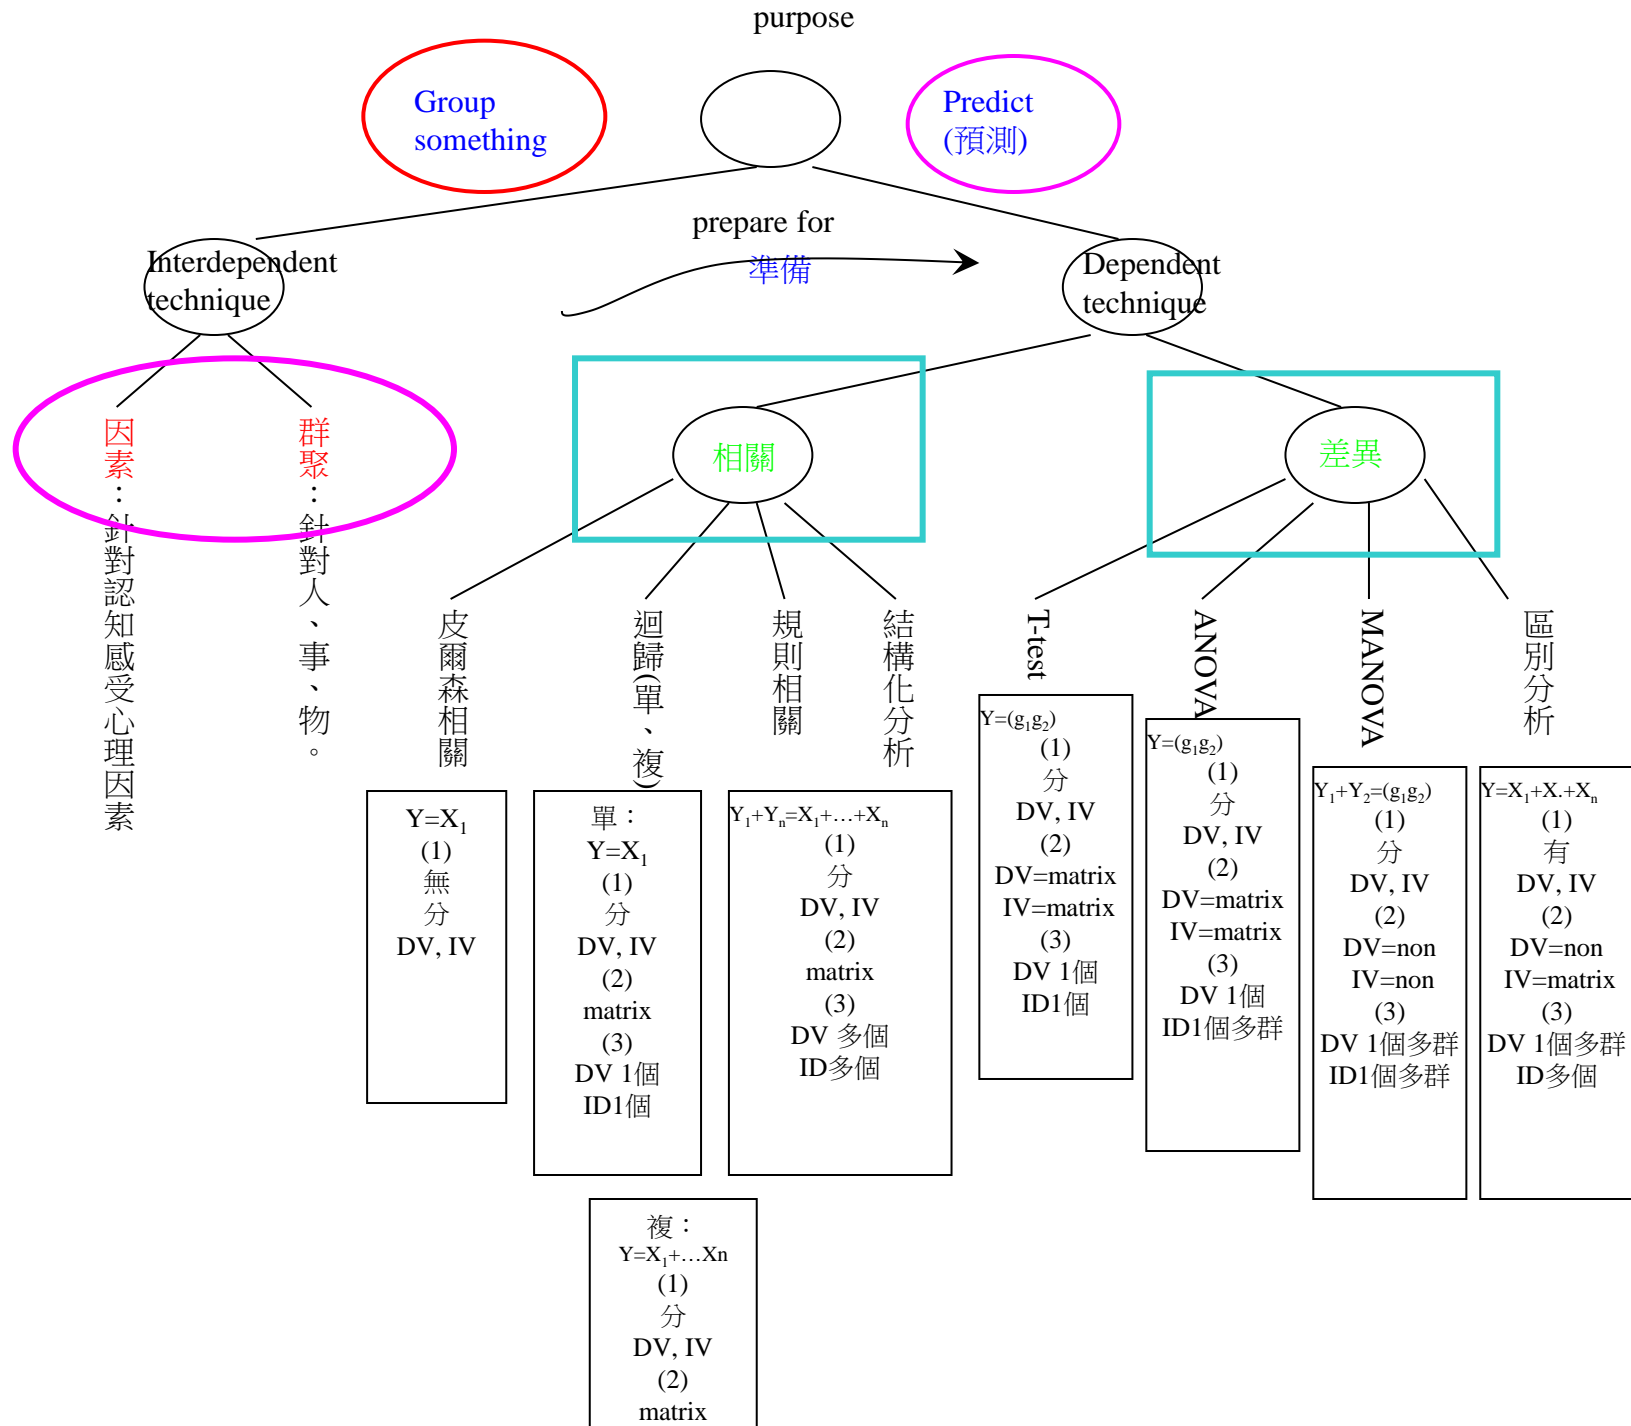 purpose
Group
something
Predict
(預測)
prepare for
準備
Interdependent
technique
Dependent
technique
因素：針對認知感受心理因素
群聚：針對人、事、物。
相關
差異
皮爾森相關
迴歸(單、複)
規則相關
結構化分析
T-test
ANOVA
MANOVA
區別分析
Y=X₁
(1)
無
分
DV, IV
單：
Y=X₁
(1)
分
DV, IV
(2)
matrix
(3)
DV 1個
ID1個
Y₁+Yₙ=X₁+…+Xₙ
(1)
分
DV, IV
(2)
matrix
(3)
DV 多個
ID多個
Y=(g₁g₂)
(1)
分
DV, IV
(2)
DV=matrix
IV=matrix
(3)
DV 1個
ID1個
Y=(g₁g₂)
(1)
分
DV, IV
(2)
DV=matrix
IV=matrix
(3)
DV 1個
ID1個多群
Y₁+Y₂=(g₁g₂)
(1)
分
DV, IV
(2)
DV=non
IV=non
(3)
DV 1個多群
ID1個多群
Y=X₁+X.+Xₙ
(1)
有
DV, IV
(2)
DV=non
IV=matrix
(3)
DV 1個多群
ID多個
複：
Y=X₁+…Xn
(1)
分
DV, IV
(2)
matrix